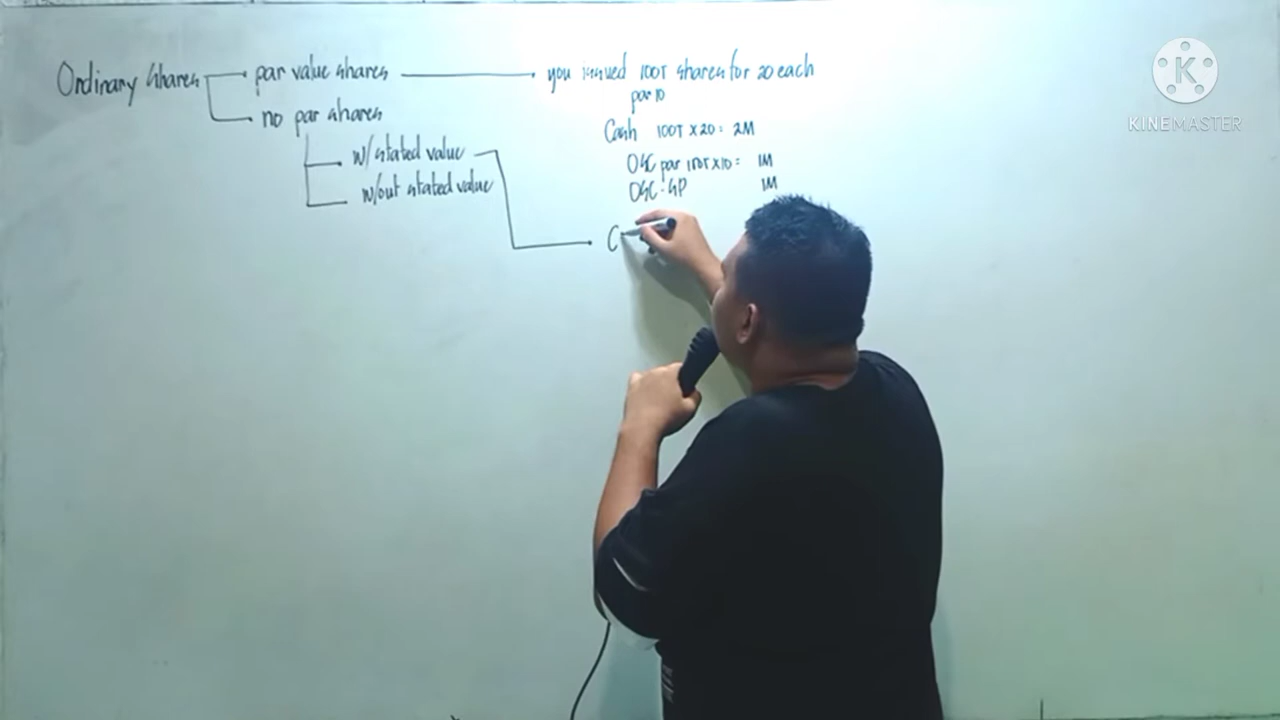 Ordinary shares
par value shares
you issued 100T shares for 20 each
par 10
no par shares
Cash 100T x 20 = 2M
w/ stated value
OSC par 100T x 10 = 1M
w/out stated value
OSC - SP 1M
C
K
KINEMASTER